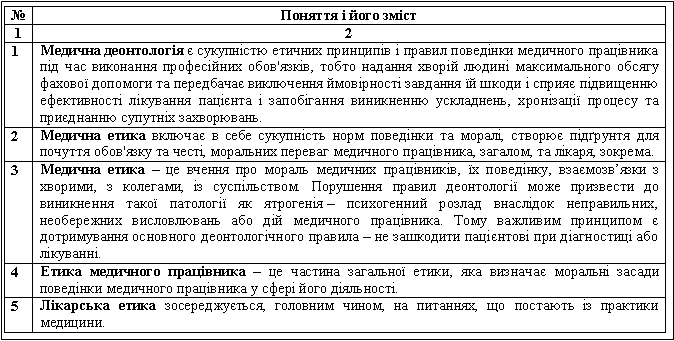 № Поняття і його зміст
1 2
1 Медична деонтологія є сукупністю етичних принципів і правил поведінки медичного працівника
під час виконання професійних обов'язків, тобто надання хворій людині максимального обсягу
фахової допомоги та передбачає виключення ймовірності завдання їй шкоди і сприяє підвищенню
ефективності лікування пацієнта і запобігання виникненню ускладнень, хронізації процесу та
приєднанню супутніх захворювань.
2 Медична етика включає в себе сукупність норм поведінки та моралі, створює підґрунтя для
почуття обов'язку та честі, моральних переваг медичного працівника, загалом, та лікаря, зокрема.
3 Медична етика – це вчення про мораль медичних працівників, їх поведінку, взаємозв’язки з
хворими, з колегами, із суспільством. Порушення правил деонтології може призвести до
виникнення такої патології як ятрогенія – психогенний розлад внаслідок неправильних,
необережних висловлювань або дій медичного працівника. Тому важливим принципом є
дотримування основного деонтологічного правила – не зашкодити пацієнтові при діагностиці або
лікуванні.
4 Етика медичного працівника – це частина загальної етики, яка визначає моральні засади
поведінки медичного працівника у сфері його діяльності.
5 Лікарська етика зосереджується, головним чином, на питаннях, що постають із практики
медицини.